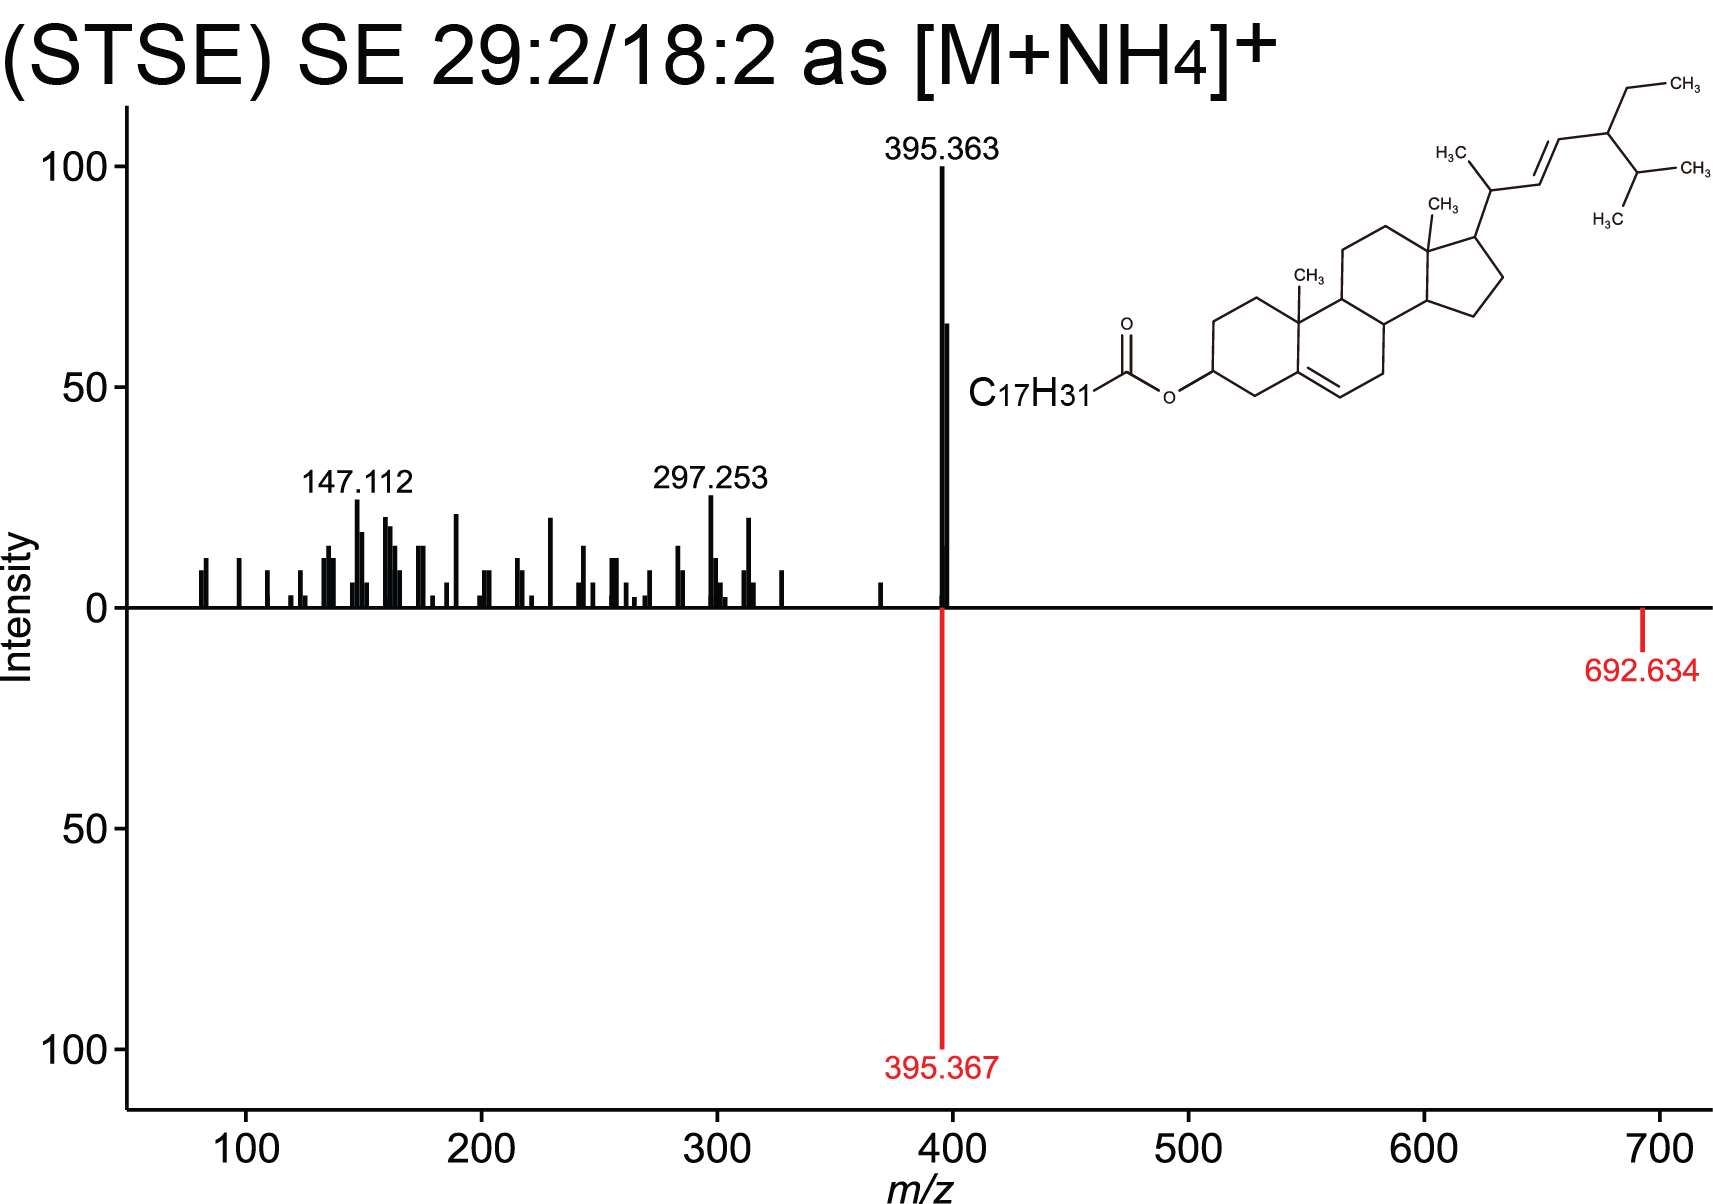 (STSE) SE 29:2/18:2 as [M+NH4]+
CH3
H3C
CH3
CH3
H3C
CH3
O
C17H31
O
395.363
147.112
297.253
692.634
395.367
100
50
0
50
100
Intensity
100
200
300
400
500
600
700
m/z